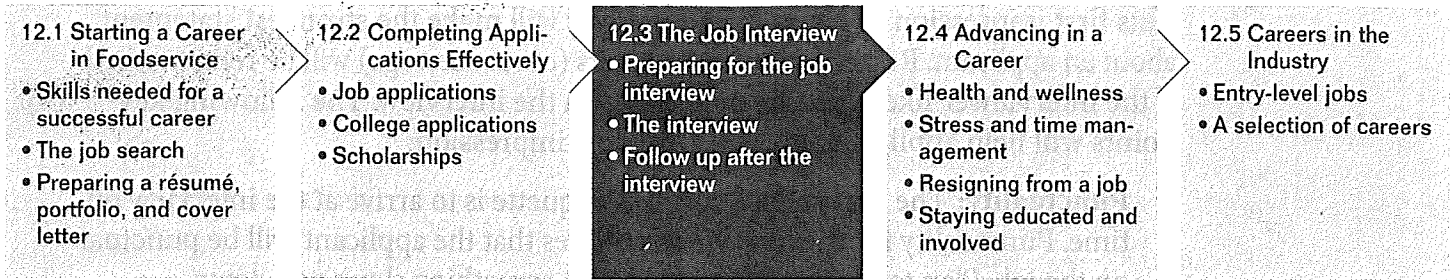 12.1 Starting a Career
in Foodservice
• Skills needed for a
successful career
• The job search
• Preparing a résumé,
portfolio, and cover
letter
12.2 Completing Appli-
cations Effectively
• Job applications
• College applications
• Scholarships
12.3 The Job Interview
• Preparing for the job
interview
• The interview
• Follow up after the
interview
12.4 Advancing in a
Career
• Health and wellness
• Stress and time man-
agement
• Resigning from a job
• Staying educated and
involved
12.5 Careers in the
Industry
• Entry-level jobs
• A selection of careers